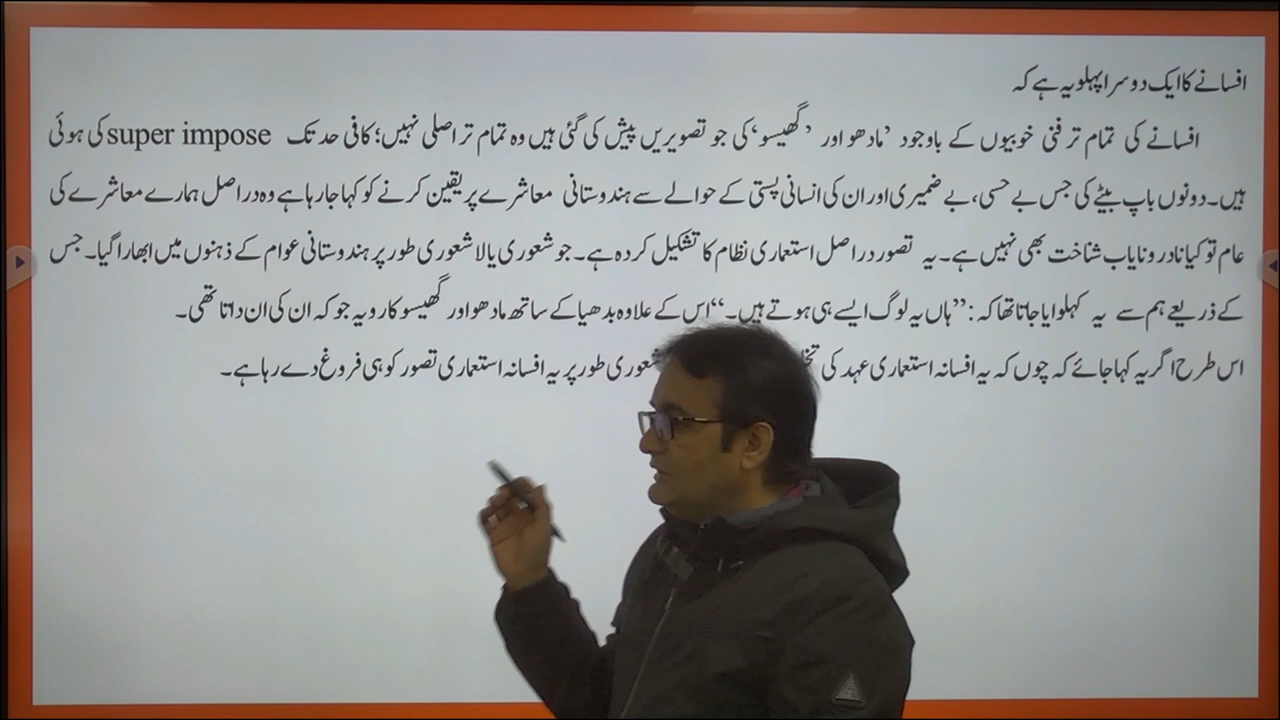 افسانے کا ایک دوسرا پہلو یہ ہے کہ
افسانے کی تمام تر فنی خوبیوں کے باوجود ’مادھو اور ’گھیسو‘ کی جو تصویریں پیش کی گئی ہیں وہ تمام تر اصلی نہیں؛ کافی حد تک super impose کی ہوئی
ہیں۔ دونوں باپ بیٹے کی جس بے حسی، بے ضمیری اور ان کی انسانی پستی کے حوالے سے ہندوستانی معاشرے پر یقین کرنے کو کہا جا رہا ہے وہ دراصل ہمارے معاشرے کی
عام تو کیا نادر و نایاب شناخت بھی نہیں ہے۔ یہ تصور دراصل استعماری نظام کا تشکیل کردہ ہے۔ جو شعوری یا لاشعوری طور پر ہندوستانی عوام کے ذہنوں میں ابھارا گیا۔ جس
کے ذریعے ہم سے یہ کہلوایا جاتا تھا کہ: ”ہاں یہ لوگ ایسے ہی ہوتے ہیں۔“ اس کے علاوہ بدھیا کے ساتھ مادھو اور گھیسو کا رویہ جو کہ ان کی ان داتا تھی۔
اس طرح اگر یہ کہا جائے کہ چوں کہ یہ افسانہ استعماری عہد کی شعوری طور پر یہ افسانہ استعماری تصور کو ہی فروغ دے رہا ہے۔